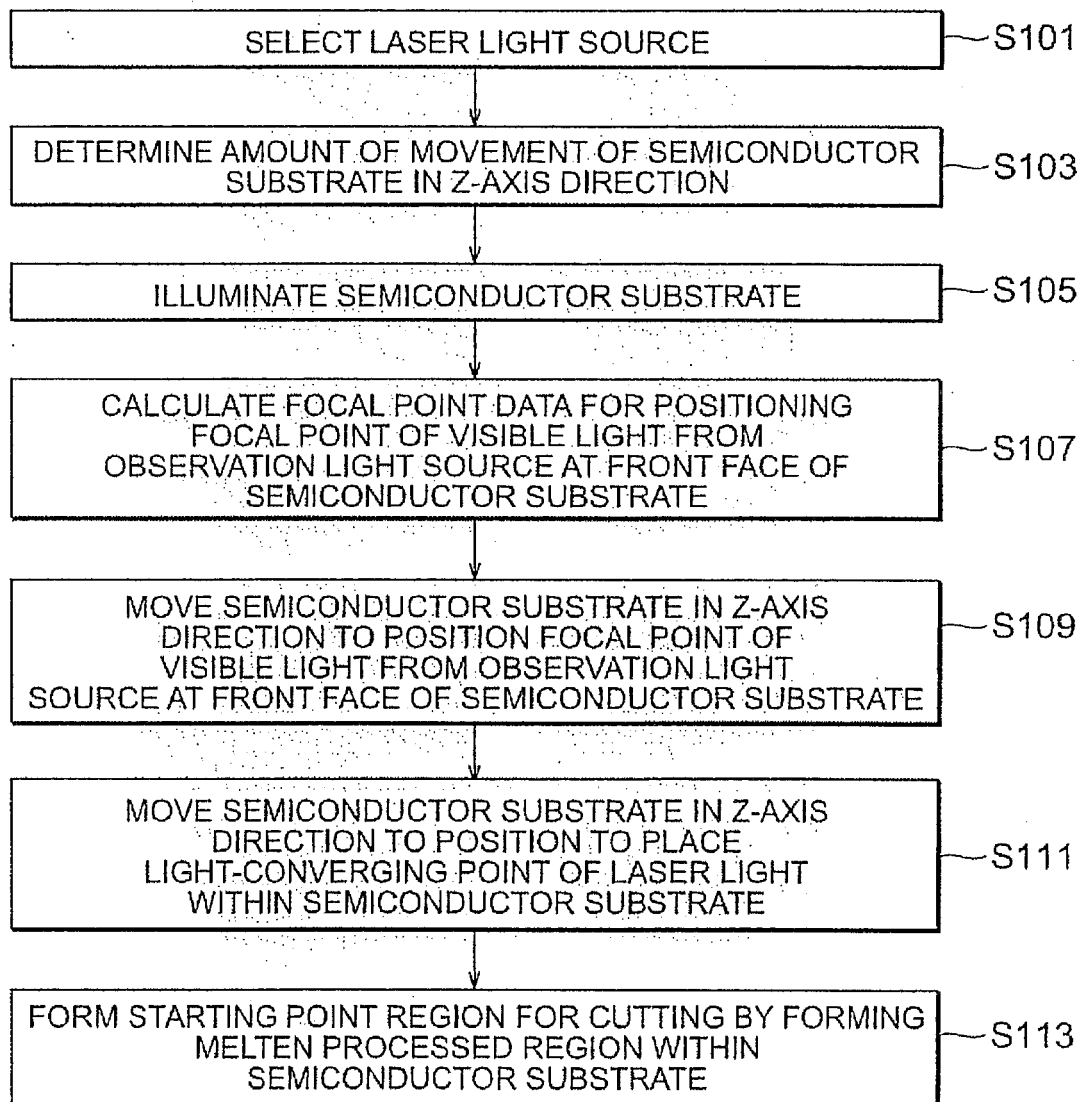 SELECT LASER LIGHT SOURCE
S101
DETERMINE AMOUNT OF MOVEMENT OF SEMICONDUCTOR
SUBSTRATE IN Z-AXIS DIRECTION
S103
ILLUMINATE SEMICONDUCTOR SUBSTRATE
S105
CALCULATE FOCAL POINT DATA FOR POSITIONING
FOCAL POINT OF VISIBLE LIGHT FROM
OBSERVATION LIGHT SOURCE AT FRONT FACE OF
SEMICONDUCTOR SUBSTRATE
S107
MOVE SEMICONDUCTOR SUBSTRATE IN Z-AXIS
DIRECTION TO POSITION FOCAL POINT OF
VISIBLE LIGHT FROM OBSERVATION LIGHT
SOURCE AT FRONT FACE OF SEMICONDUCTOR SUBSTRATE
S109
MOVE SEMICONDUCTOR SUBSTRATE IN Z-AXIS
DIRECTION TO POSITION TO PLACE
LIGHT-CONVERGING POINT OF LASER LIGHT
WITHIN SEMICONDUCTOR SUBSTRATE
S111
FORM STARTING POINT REGION FOR CUTTING BY FORMING
MELTEN PROCESSED REGION WITHIN
SEMICONDUCTOR SUBSTRATE
S113